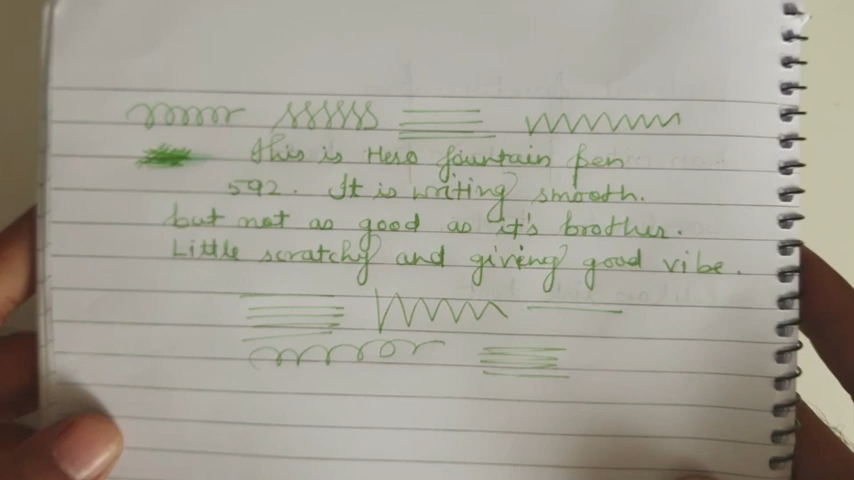 This is Hero fountain pen
592. It is writing smooth.
but not as good as it's brother.
Little scratchy and giving good vibe.